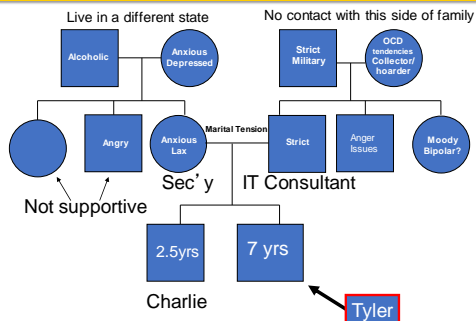 Live in a different state
No contact with this side of family
Alcoholic
Anxious
Depressed
Strict
Military
OCD
tendencies
Collector/
hoarder
Angry
Anxious
Lax
Marital Tension
Strict
Anger
Issues
Moody
Bipolar?
Sec’y
IT Consultant
Not supportive
2.5yrs
7 yrs
Charlie
Tyler